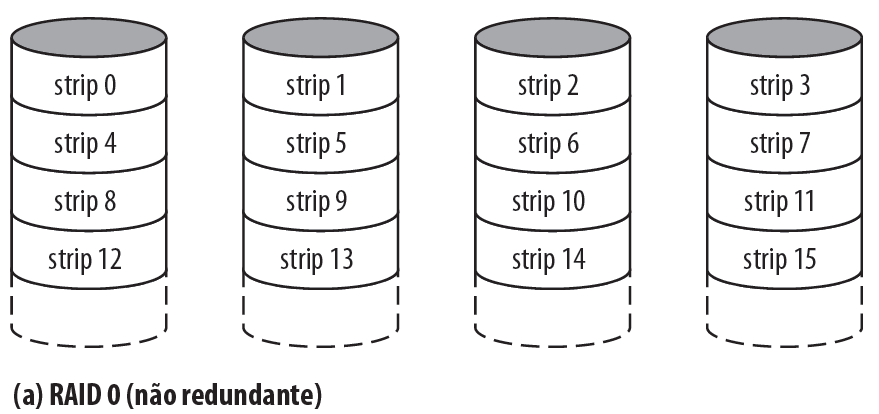 strip 0 strip 1 strip 2 strip 3
strip 4 strip 5 strip 6 strip 7
strip 8 strip 9 strip 10 strip 11
strip 12 strip 13 strip 14 strip 15
(a) RAID 0 (não redundante)